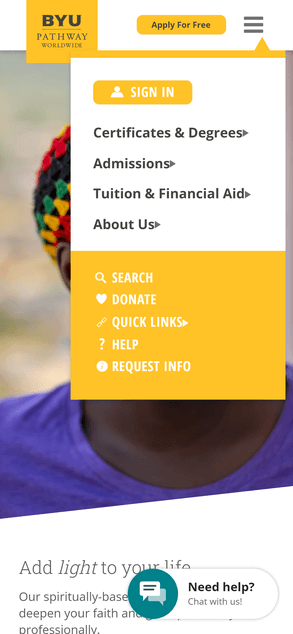 BYU
PATHWAY
WORLDWIDE
Apply For Free
SIGN IN
Certificates & Degrees
Admissions
Tuition & Financial Aid
About Us
SEARCH
DONATE
QUICK LINKS
? HELP
REQUEST INFO
Add light to your life
Our spiritually-base
deepen your faith and
professionally.
Need help?
Chat with us!